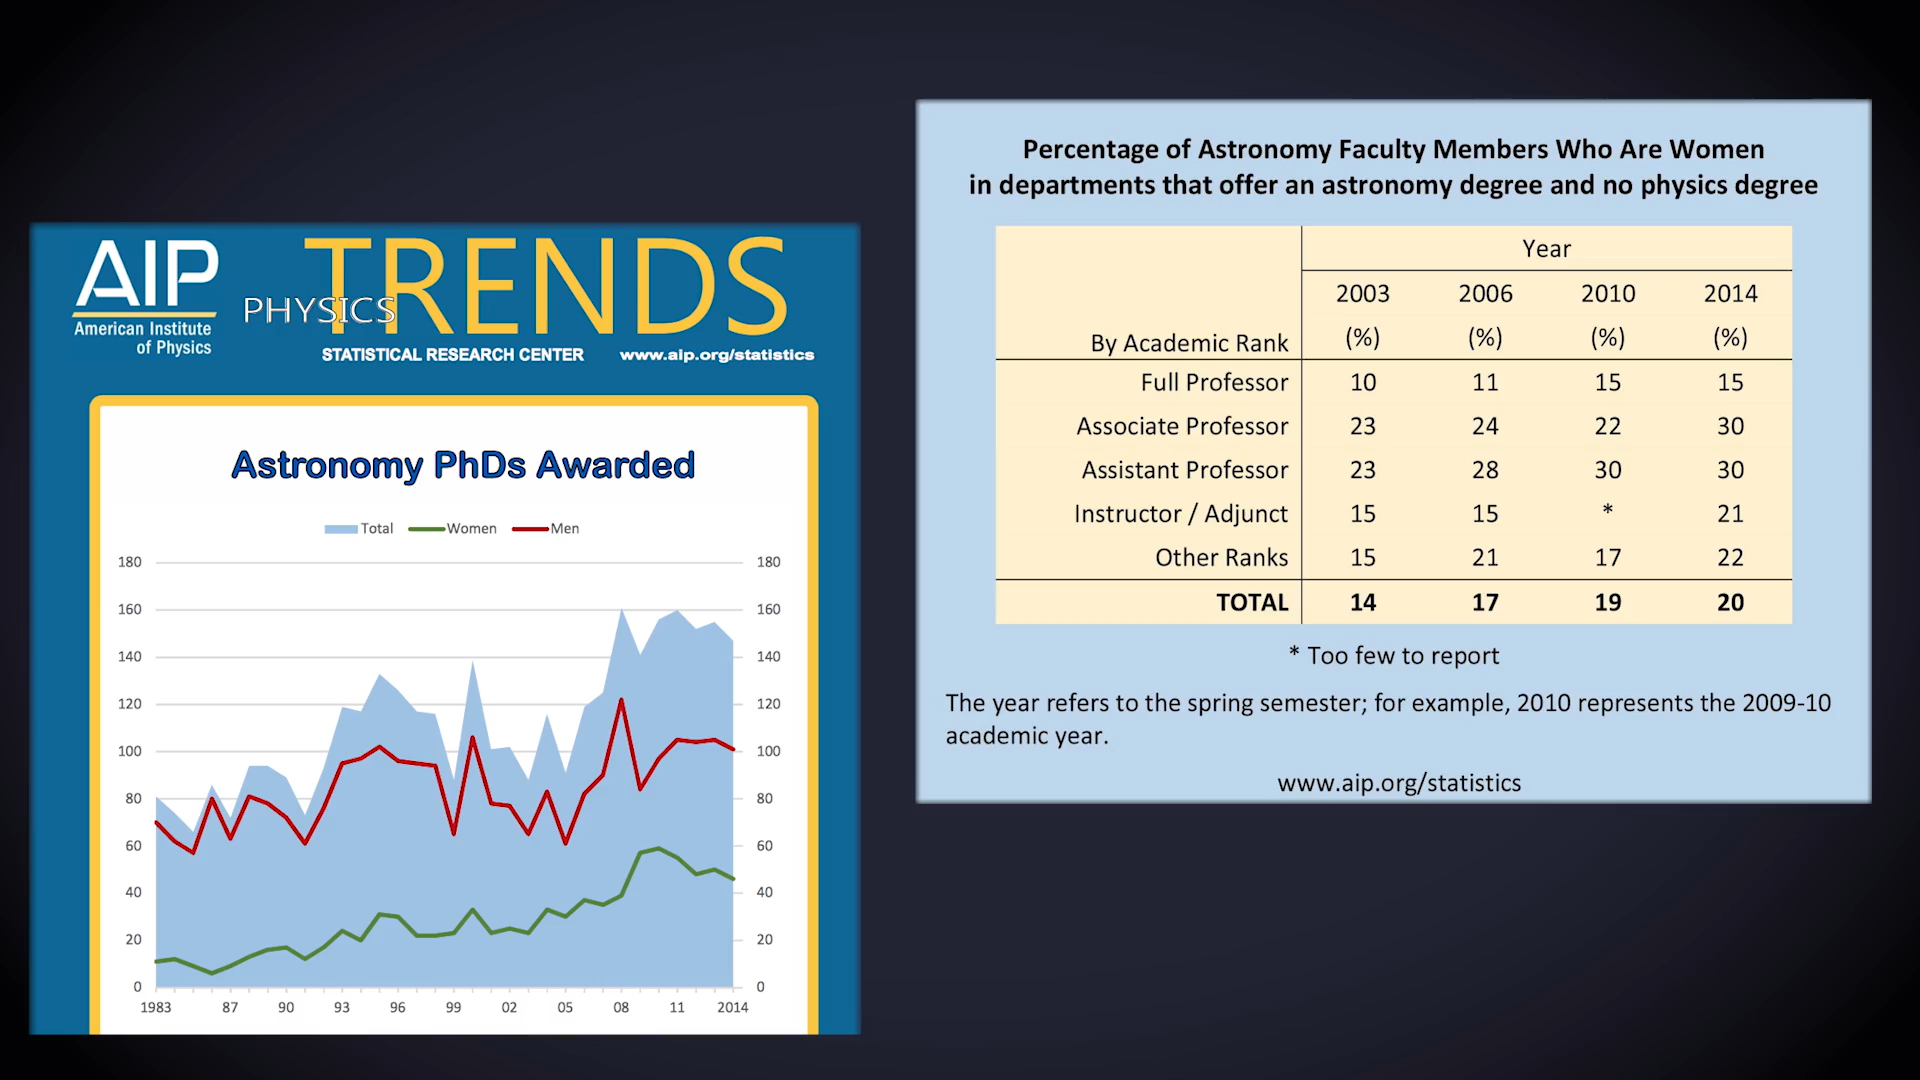 AIP
American Institute
of Physics
PHYSICS TRENDS
STATISTICAL RESEARCH CENTER www.aip.org/statistics
Astronomy PhDs Awarded
Total Women Men
180 180
160 160
140 140
120 120
100 100
80 80
60 60
40 40
20 20
0 0
1983 87 90 93 96 99 02 05 08 11 2014
Percentage of Astronomy Faculty Members Who Are Women
in departments that offer an astronomy degree and no physics degree
Year
2003 2006 2010 2014
By Academic Rank (%) (%) (%) (%)
Full Professor 10 11 15 15
Associate Professor 23 24 22 30
Assistant Professor 23 28 30 30
Instructor / Adjunct 15 15 * 21
Other Ranks 15 21 17 22
TOTAL 14 17 19 20
* Too few to report
The year refers to the spring semester; for example, 2010 represents the 2009-10
academic year.
www.aip.org/statistics